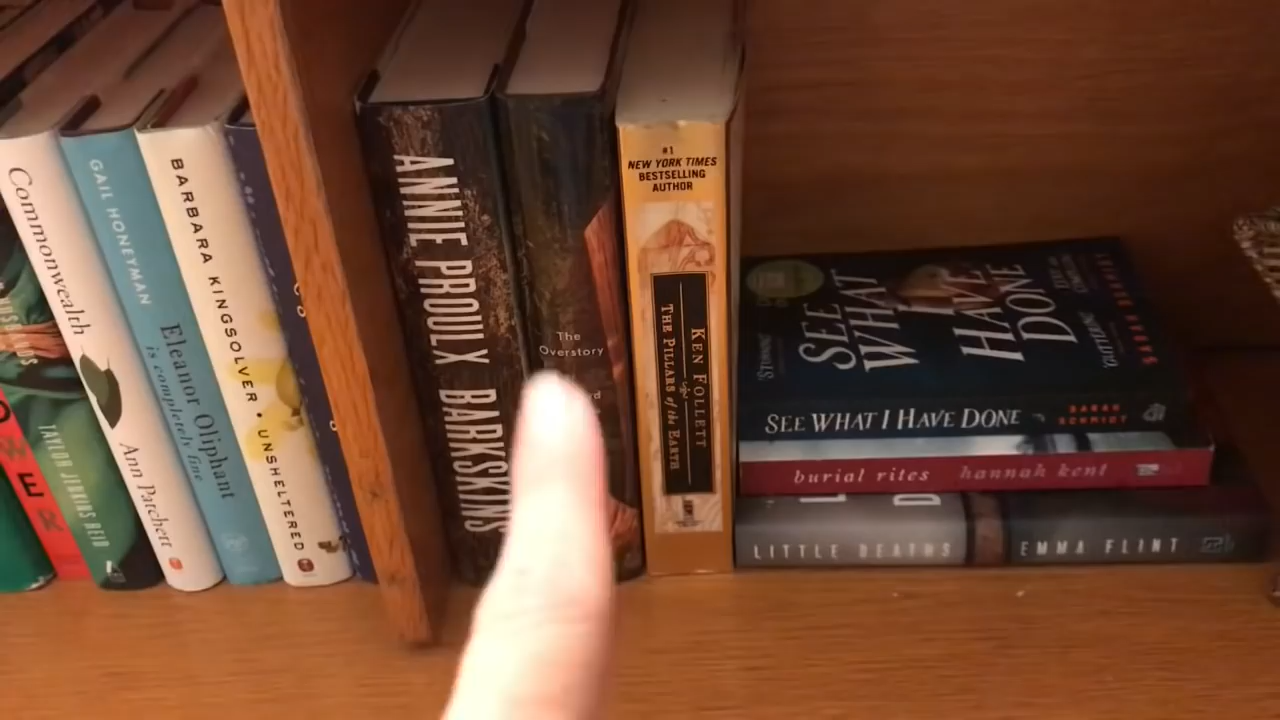 Commonwealth Ann Patchett
TAYLOR JENKINS REID
GAIL HONEYMAN
Eleanor Oliphant
is completely fine
BARBARA KINGSOLVER • UNSHELTERED
ANNIE PROULX BARKSKINS
The
Overstory
#1
NEW YORK TIMES
BESTSELLING
AUTHOR
KEN FOLLETT
THE PILLARS of the EARTH
SEE
WHAT
HAVE
DONE
SARAH SCHMIDT
SEE WHAT I HAVE DONE
SARAH
SCHMIDT
burial rites hannah kent
LITTLE DEATHS EMMA FLINT